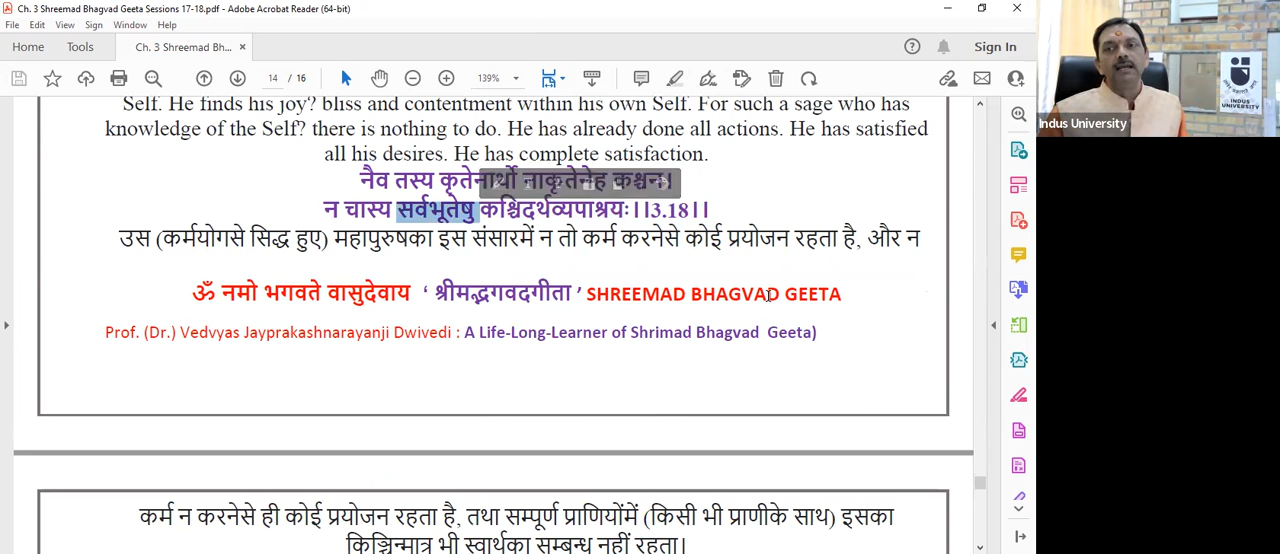 Ch. 3 Shreemad Bhagvad Geeta Sessions 17-18.pdf - Adobe Acrobat Reader (64-bit)
File Edit View Sign Window Help
Home Tools Ch. 3 Shreemad Bh... Sign In
14 / 16 139%
Self. He finds his joy? bliss and contentment within his own Self. For such a sage who has
knowledge of the Self? there is nothing to do. He has already done all actions. He has satisfied
all his desires. He has complete satisfaction.
नैव तस्य कृतेनार्थो नाकृतेनेह कश्चन।
न चास्य सर्वभूतेषु कश्चिदर्थव्यपाश्रयः।।3.18।।
उस (कर्मयोगसे सिद्ध हुए) महापुरुषका इस संसारमें न तो कर्म करनेसे कोई प्रयोजन रहता है, और न
ॐ नमो भगवते वासुदेवाय ‘ श्रीमद्भगवदगीता ’ SHREEMAD BHAGVAD GEETA
Prof. (Dr.) Vedvyas Jayprakashnarayanji Dwivedi : A Life-Long-Learner of Shrimad Bhagvad Geeta)
कर्म न करनेसे ही कोई प्रयोजन रहता है, तथा सम्पूर्ण प्राणियोंमें (किसी भी प्राणीके साथ) इसका
किञ्चिन्मात्र भी स्वार्थका सम्बन्ध नहीं रहता।
INDUS
UNIVERSITY
Indus University